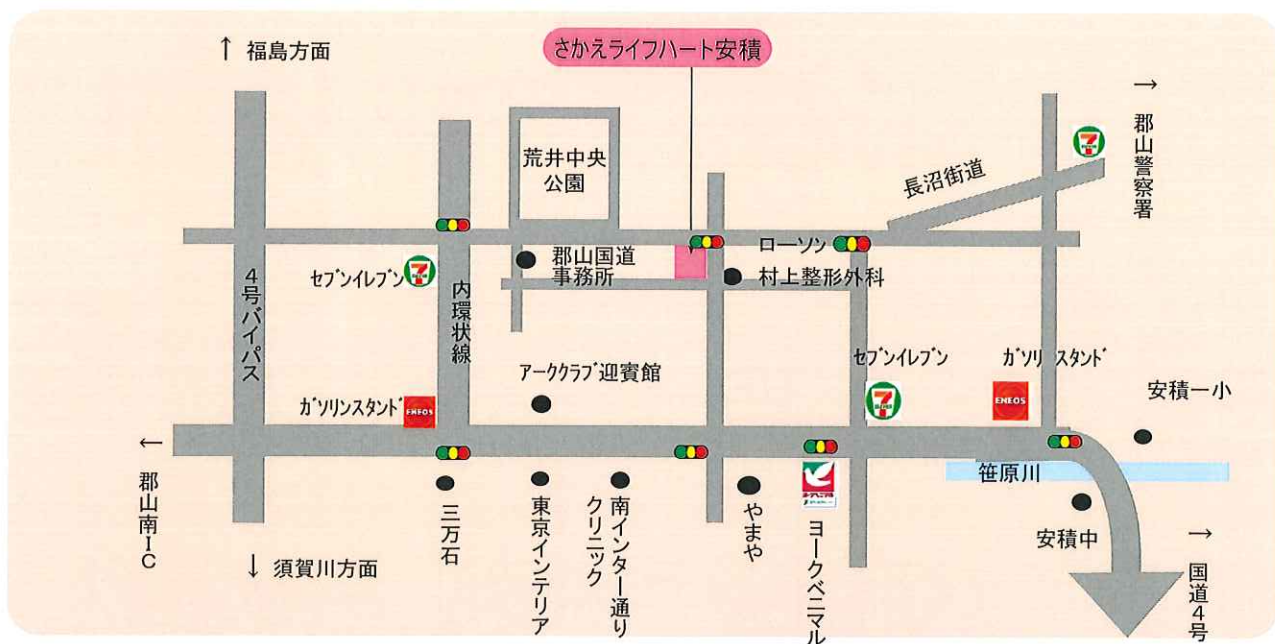 さかえライフハート安積
↑ 福島方面
→
郡山警察署
荒井中央
公園
長沼街道
ローソン
郡山国道
事務所
村上整形外科
セブンイレブン
4号バイパス
内環状線
アーククラブ迎賓館
セブンイレブン
ガソリンスタンド
ガソリンスタンド
ENEOS
ENEOS
安積一小
←
郡山南IC
笹原川
三万石
東京インテリア
南インター通り
クリニック
やまや
ヨークベニマル
安積中
→
国道4号
↓ 須賀川方面